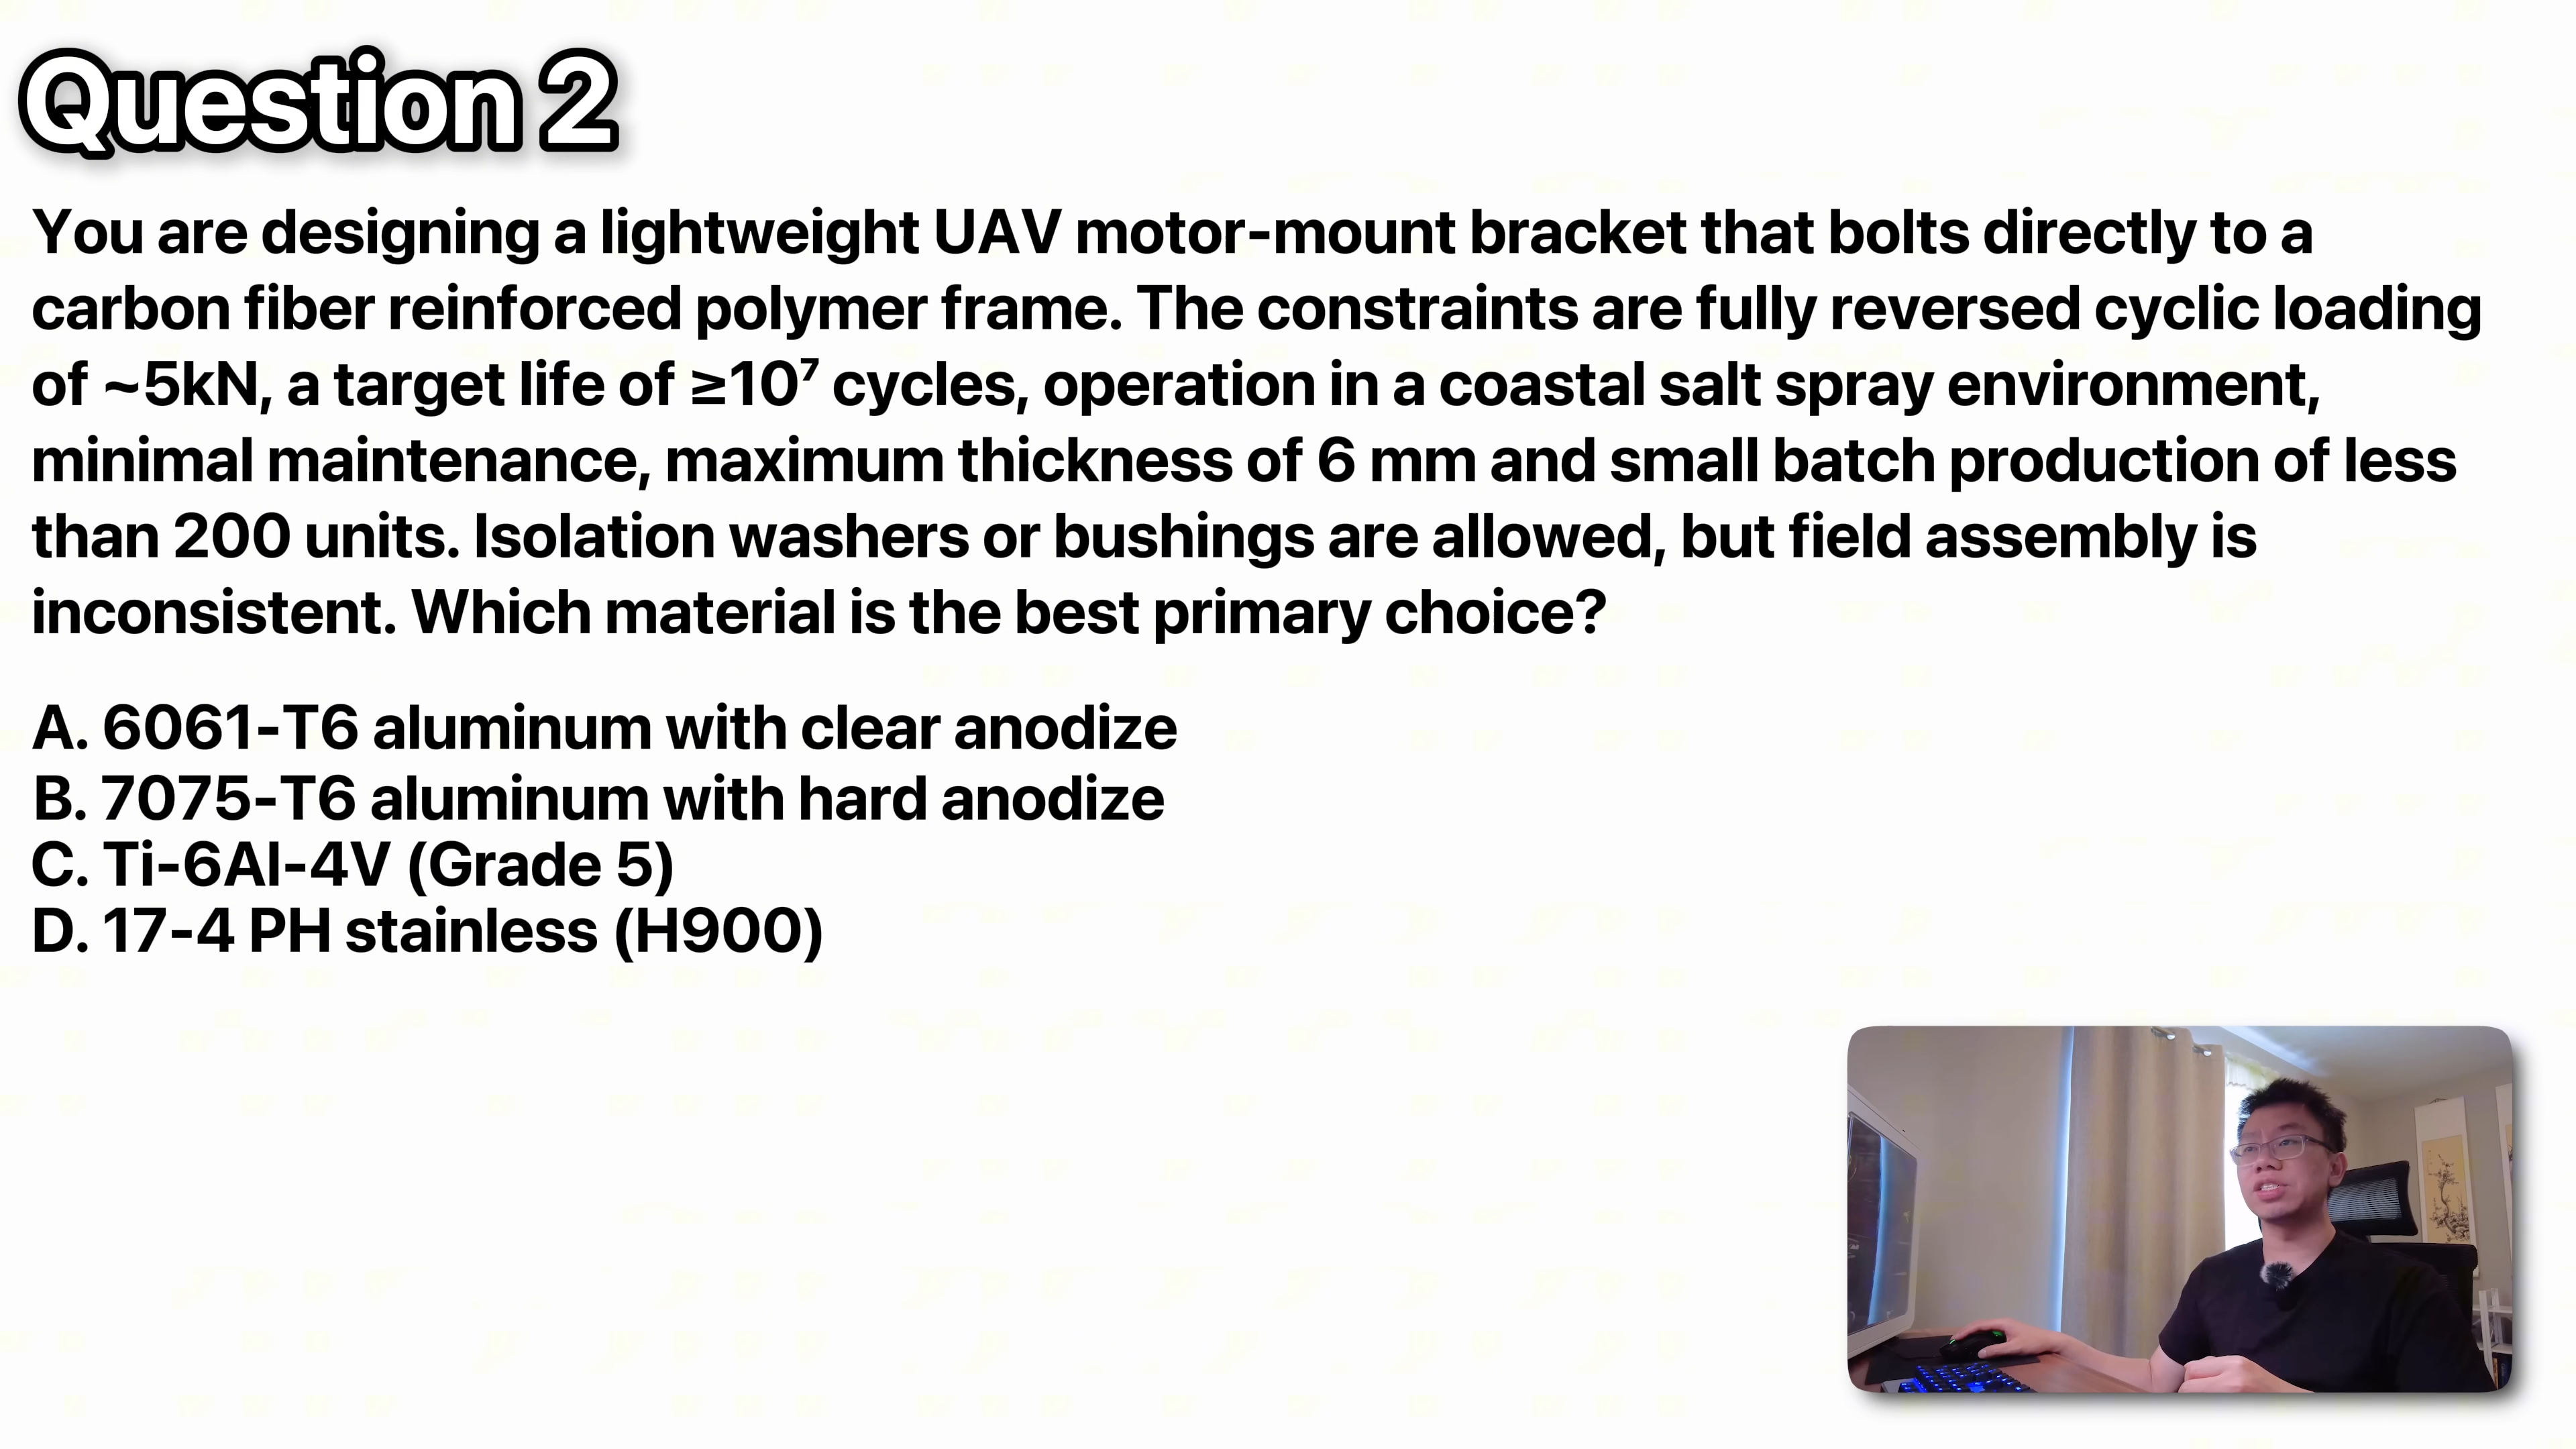 Question 2
You are designing a lightweight UAV motor-mount bracket that bolts directly to a
carbon fiber reinforced polymer frame. The constraints are fully reversed cyclic loading
of ~5kN, a target life of ≥10⁷ cycles, operation in a coastal salt spray environment,
minimal maintenance, maximum thickness of 6 mm and small batch production of less
than 200 units. Isolation washers or bushings are allowed, but field assembly is
inconsistent. Which material is the best primary choice?
A. 6061-T6 aluminum with clear anodize
B. 7075-T6 aluminum with hard anodize
C. Ti-6Al-4V (Grade 5)
D. 17-4 PH stainless (H900)